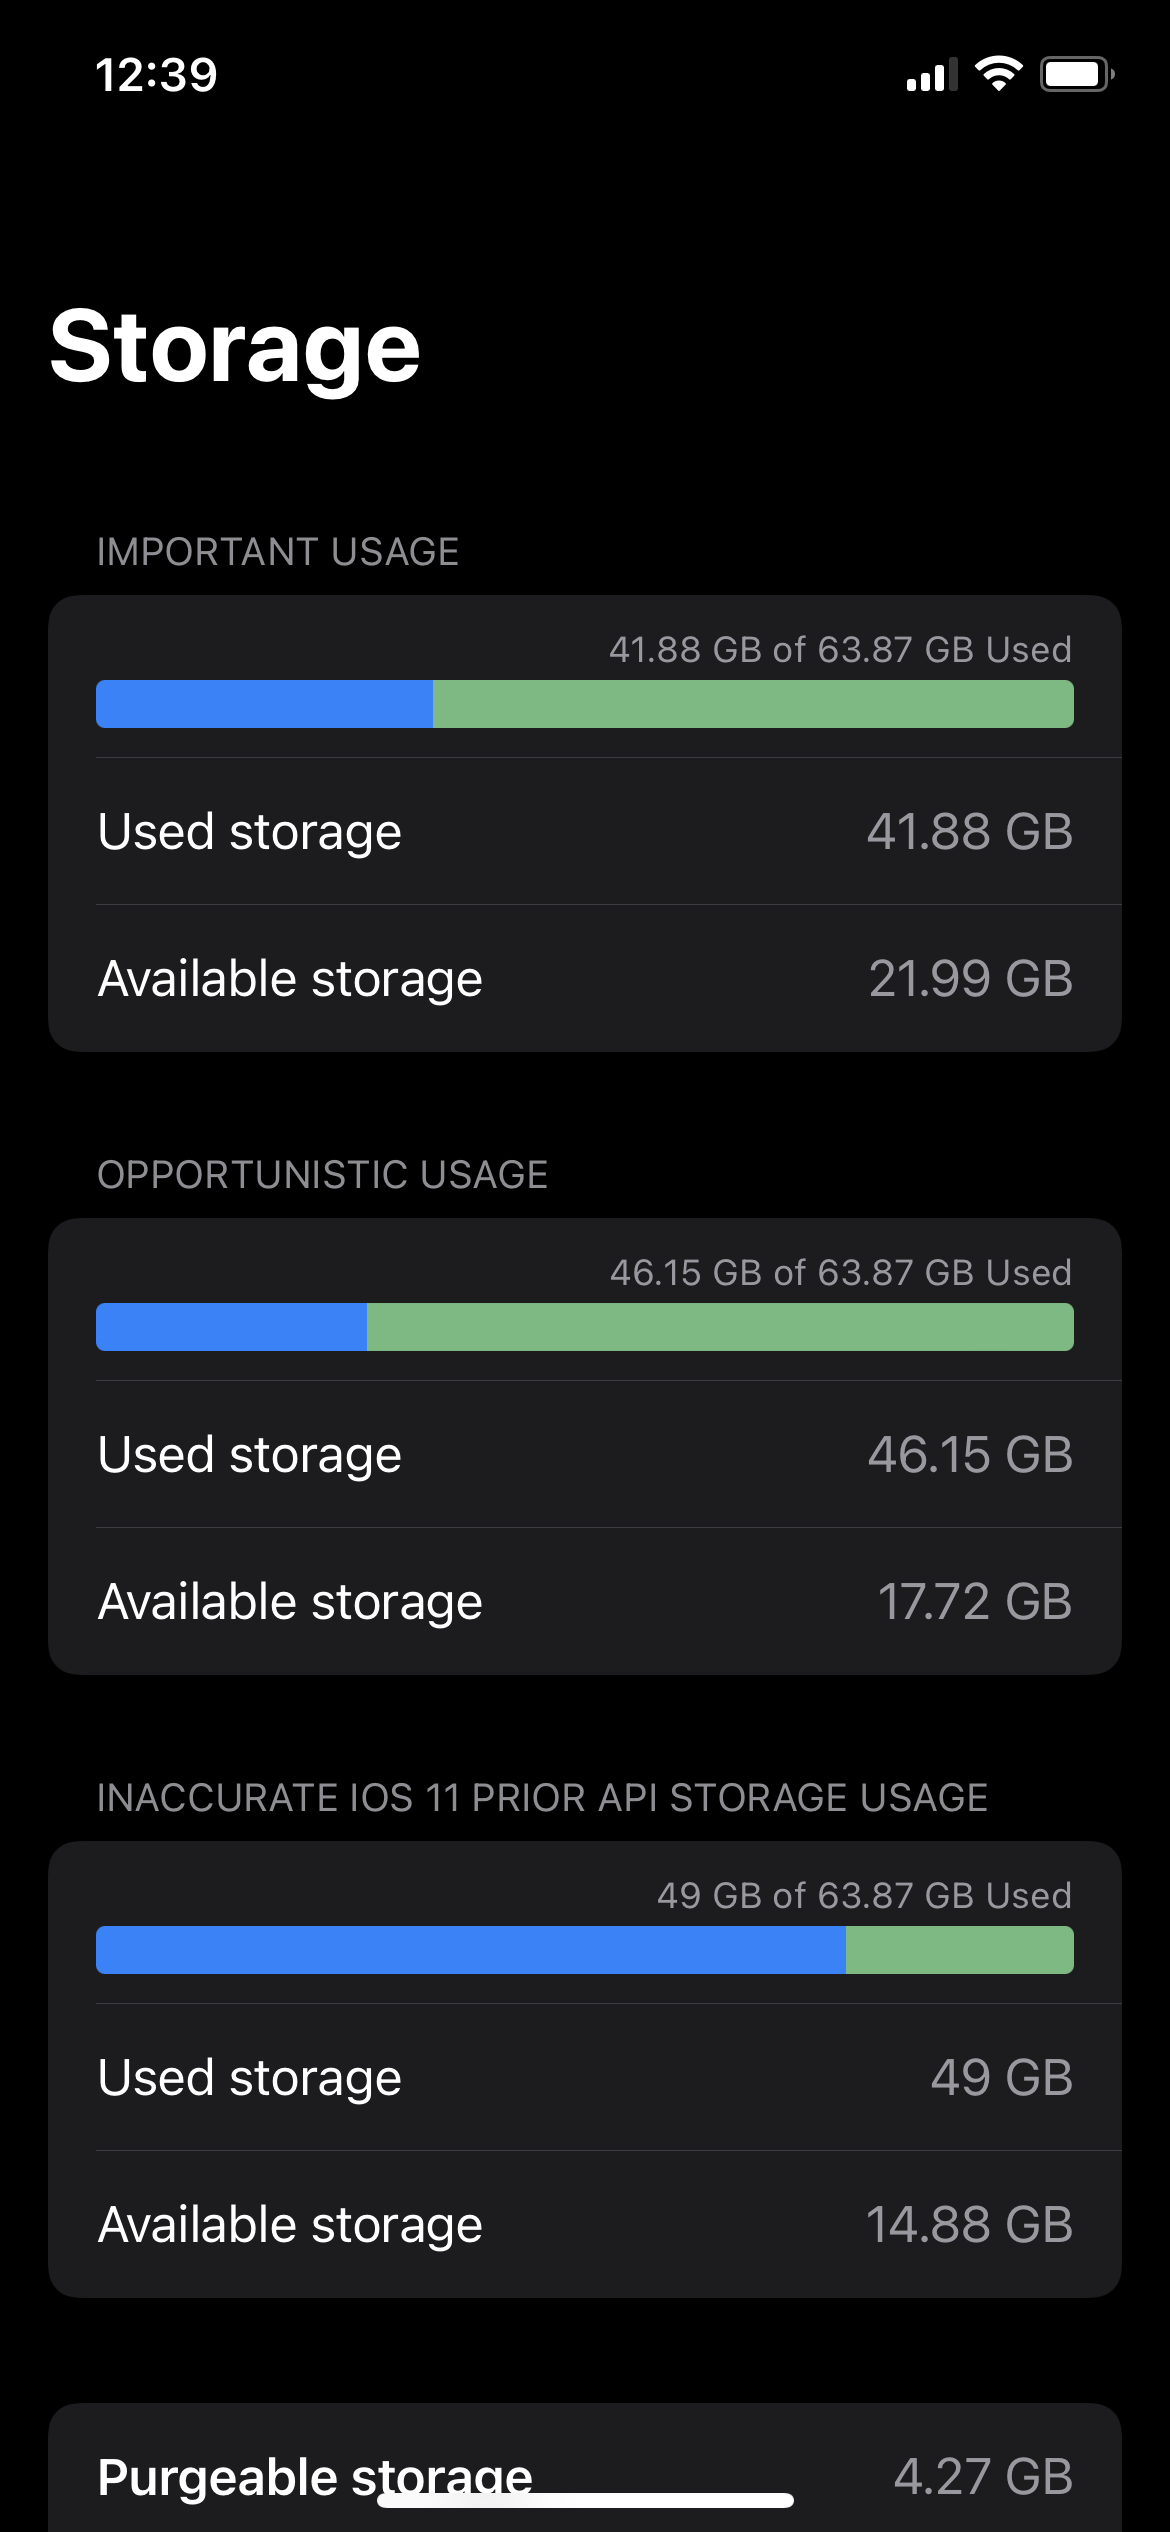 12:39
Storage
IMPORTANT USAGE
41.88 GB of 63.87 GB Used
Used storage 41.88 GB
Available storage 21.99 GB
OPPORTUNISTIC USAGE
46.15 GB of 63.87 GB Used
Used storage 46.15 GB
Available storage 17.72 GB
INACCURATE IOS 11 PRIOR API STORAGE USAGE
49 GB of 63.87 GB Used
Used storage 49 GB
Available storage 14.88 GB
Purgeable storage 4.27 GB